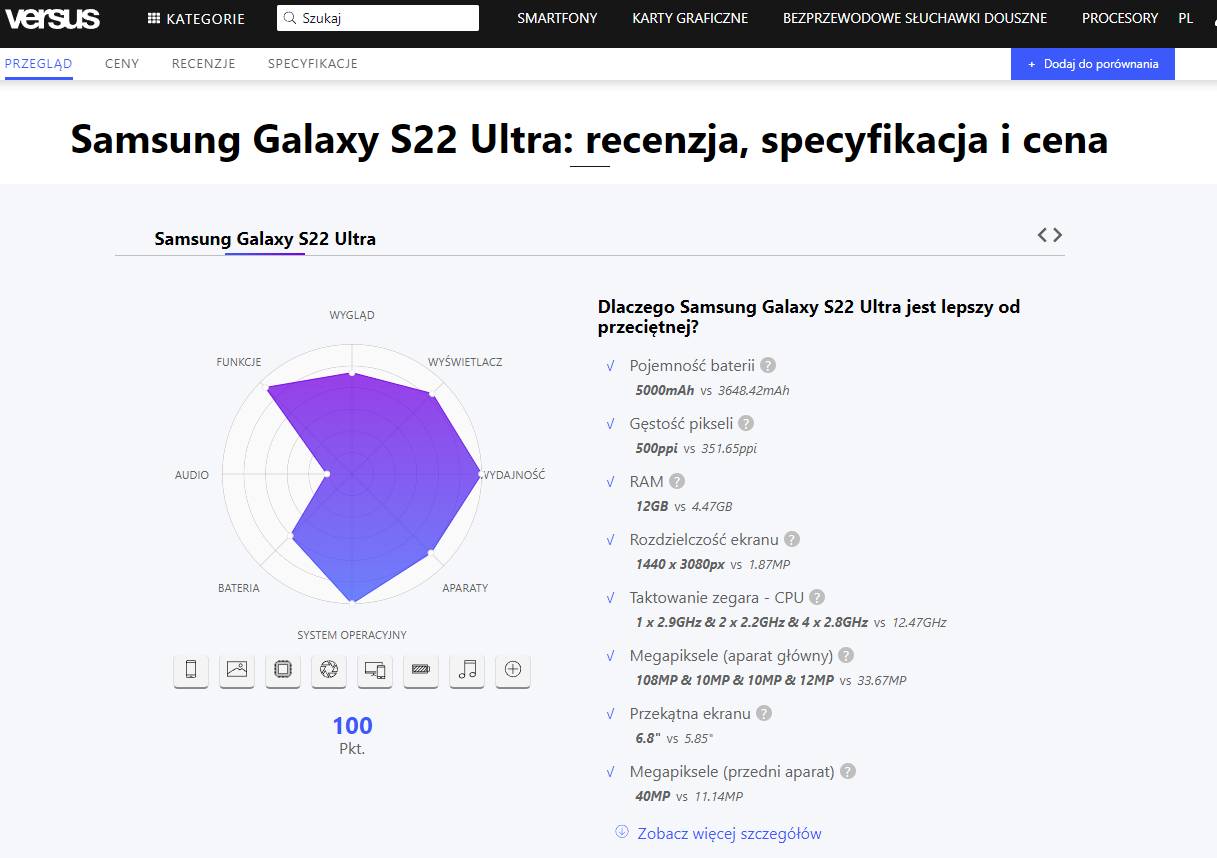 versus
KATEGORIE
Szukaj
SMARTFONY
KARTY GRAFICZNE
BEZPRZEWODOWE SŁUCHAWKI DOUSZNE
PROCESORY
PL
PRZEGLĄD
CENY
RECENZJE
SPECYFIKACJE
+ Dodaj do porównania
Samsung Galaxy S22 Ultra: recenzja, specyfikacja i cena
Samsung Galaxy S22 Ultra
WYGLĄD
FUNKCJE
WYŚWIETLACZ
AUDIO
WYDAJNOŚĆ
BATERIA
APARATY
SYSTEM OPERACYJNY
100
Pkt.
Dlaczego Samsung Galaxy S22 Ultra jest lepszy od
przeciętnej?
√ Pojemność baterii ?
5000mAh vs 3648.42mAh
√ Gęstość pikseli ?
500ppi vs 351.65ppi
√ RAM ?
12GB vs 4.47GB
√ Rozdzielczość ekranu ?
1440 x 3080px vs 1.87MP
√ Taktowanie zegara - CPU ?
1 x 2.9GHz & 2 x 2.2GHz & 4 x 2.8GHz vs 12.47GHz
√ Megapiksele (aparat główny) ?
108MP & 10MP & 10MP & 12MP vs 33.67MP
√ Przekątna ekranu ?
6.8" vs 5.85"
√ Megapiksele (przedni aparat) ?
40MP vs 11.14MP
Zobacz więcej szczegółów